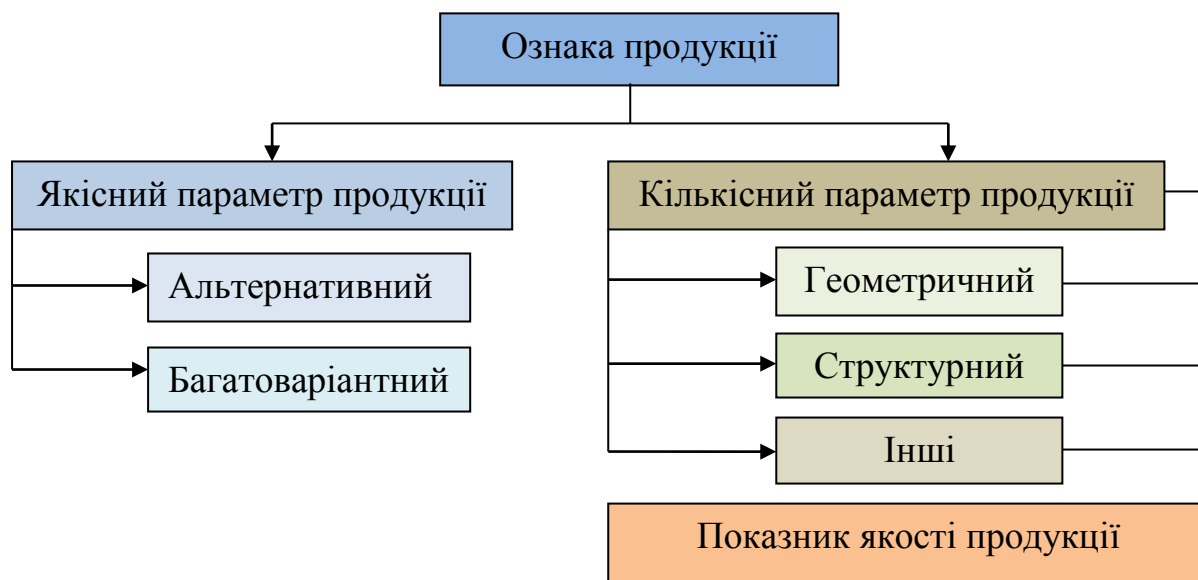 Ознака продукції
Якісний параметр продукції
Кількісний параметр продукції
Альтернативний
Геометричний
Багатоваріантний
Структурний
Інші
Показник якості продукції